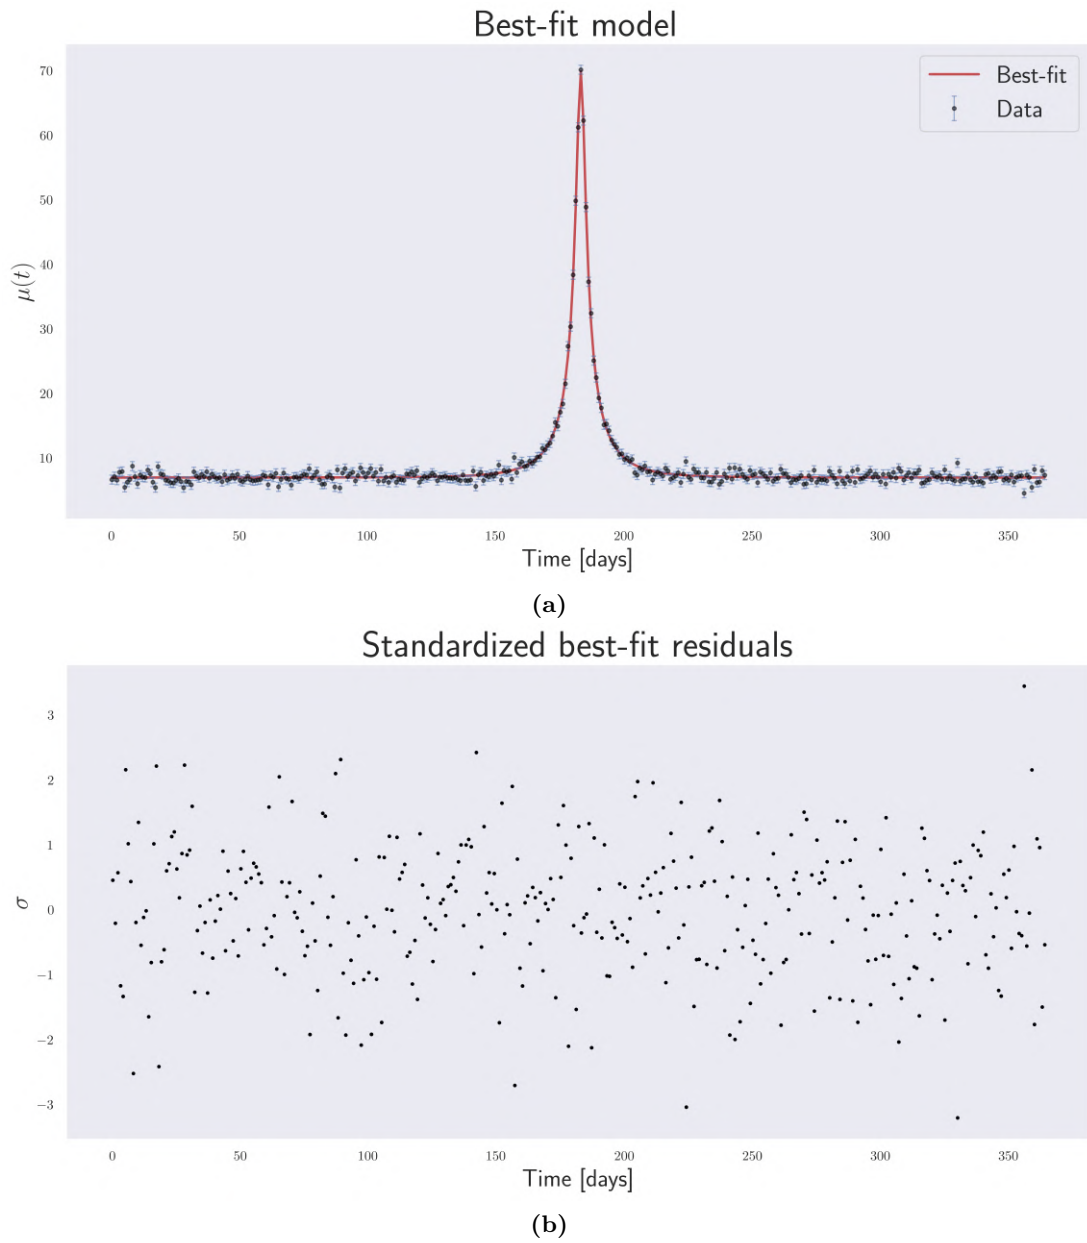 Best-fit model
70
60
50
40
30
20
10
μ(t)
Best-fit
Data
0 50 100 150 200 250 300 350
Time [days]
(a)
Standardized best-fit residuals
3
2
1
0
−1
−2
−3
σ
0 50 100 150 200 250 300 350
Time [days]
(b)